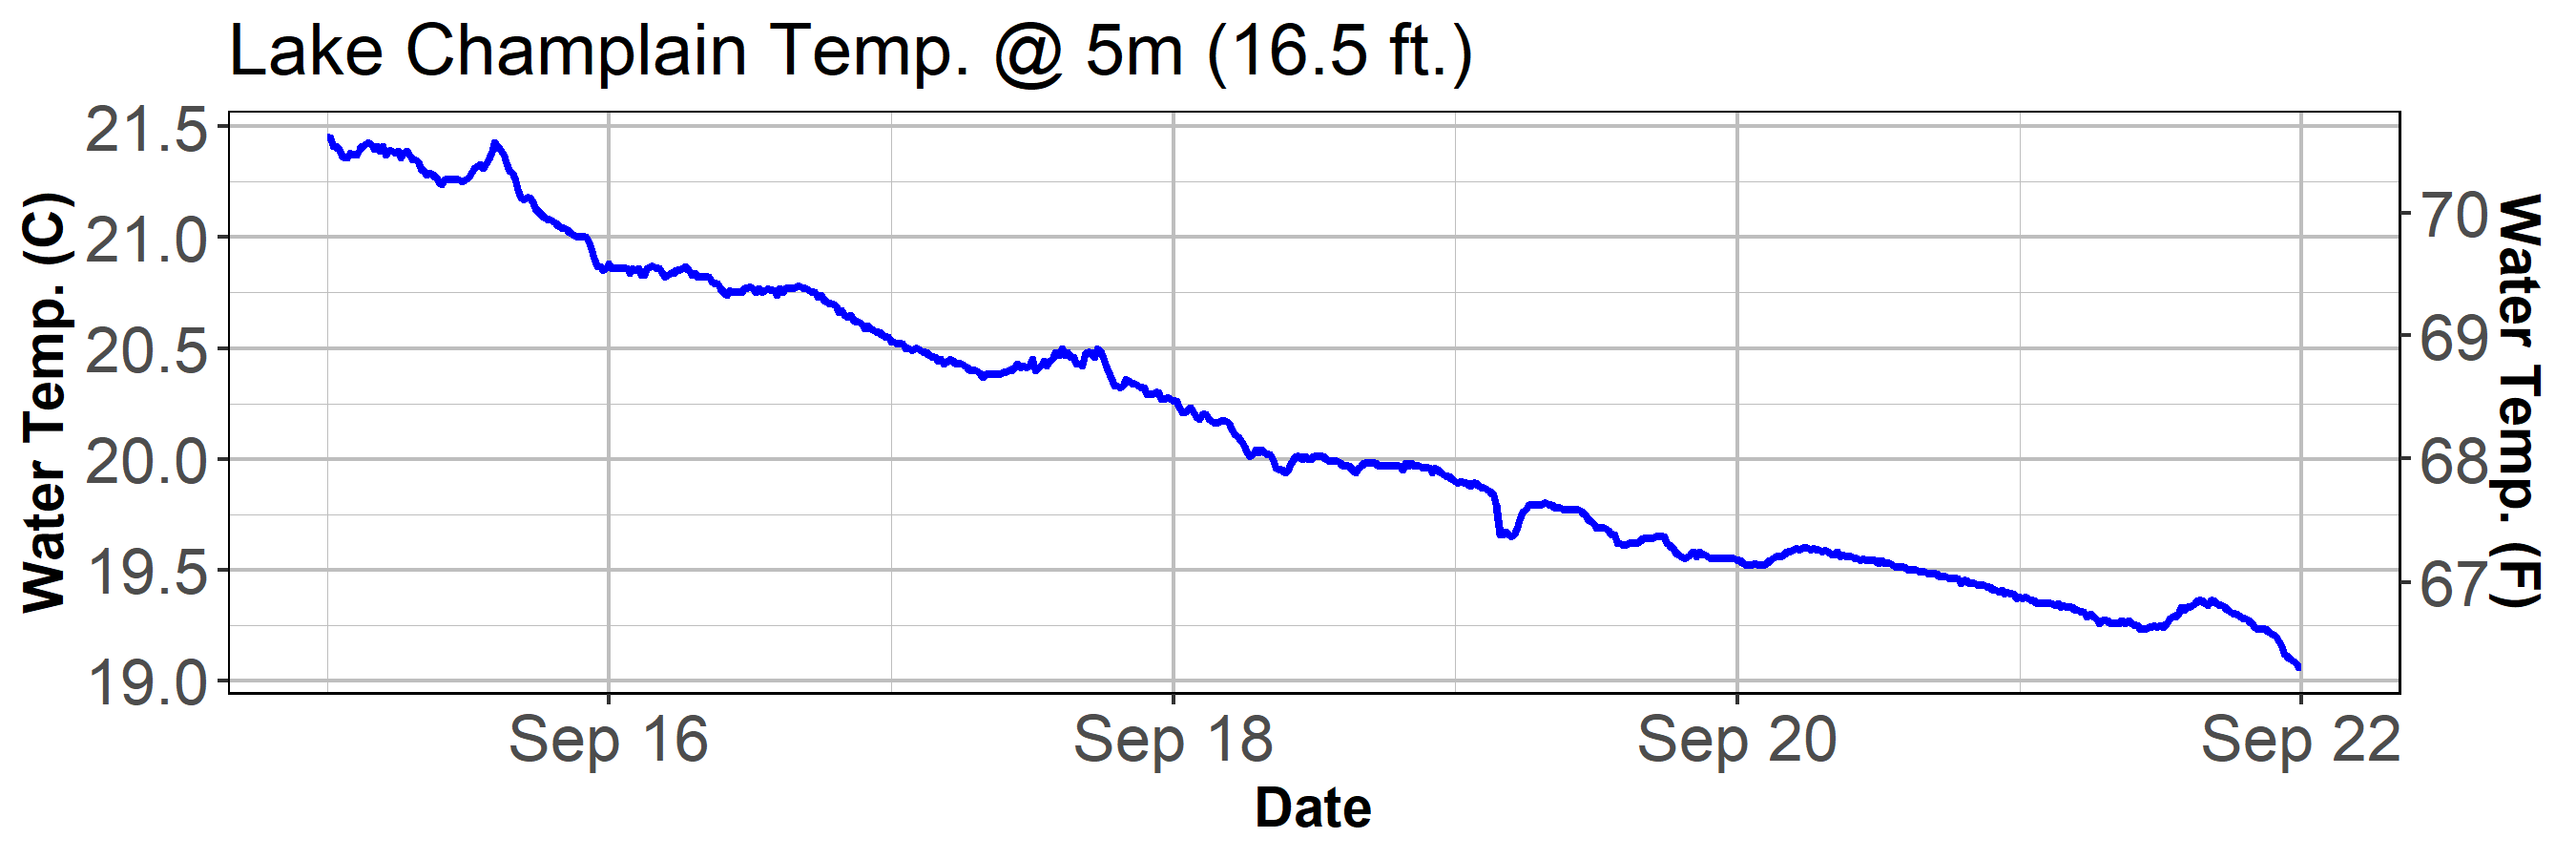 Lake Champlain Temp. @ 5m (16.5 ft.)
Water Temp. (C)
21.5
21.0
20.5
20.0
19.5
19.0
70
69
68
67
Water Temp. (F)
Sep 16
Sep 18
Sep 20
Sep 22
Date